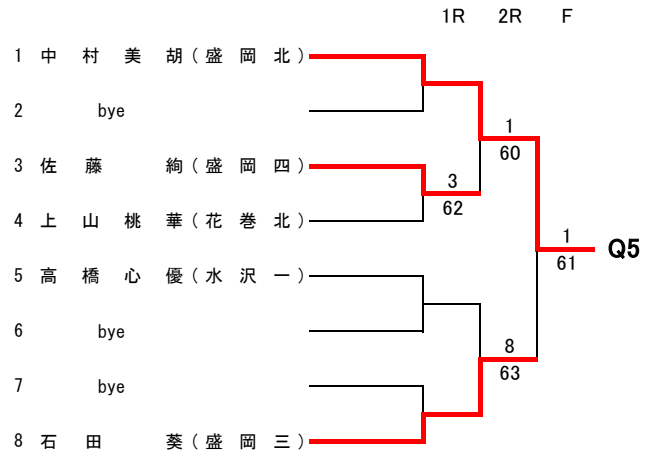 1R 2R F
1 中村美胡(盛岡北)
2 bye
1
60
3 佐藤絢(盛岡四)
3
62
4 上山桃華(花巻北)
1
61
Q5
5 高橋心優(水沢一)
6 bye
8
63
7 bye
8 石田葵(盛岡三)